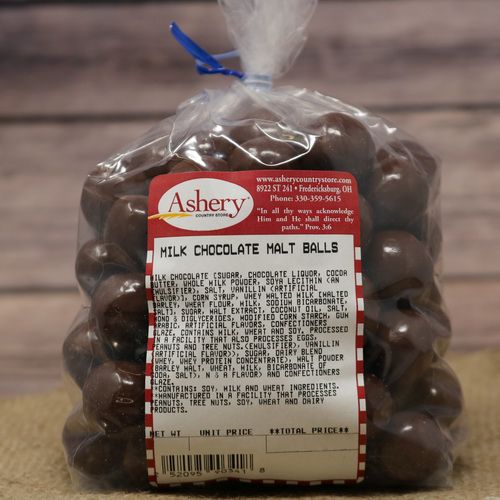 www.asherycountrystore.com
8922 ST 241 • Fredericksburg, OH
Phone: 330-359-5615
Ashery
COUNTRY STORE
"In all thy ways acknowledge
Him and He shall direct thy
paths." Prov. 3:6
MILK CHOCOLATE MALT BALLS
MILK CHOCOLATE (SUGAR, CHOCOLATE LIQUOR, COCOA
BUTTER, WHOLE MILK POWDER, SOYA LECITHIN (AN
EMULSIFIER), SALT, VANILLIN (ARTIFICIAL
FLAVOR)), CORN SYRUP, WHEY MALTED MILK (MALTED
BARLEY, WHEAT FLOUR, MILK, SODIUM BICARBONATE,
SALT), SUGAR, MALT EXTRACT, COCONUT OIL, SALT,
MONO & DIGLYCERIDES, MODIFIED CORN STARCH, GUM
ARABIC, ARTIFICIAL FLAVORS, CONFECTIONERS
GLAZE. CONTAINS MILK, WHEAT AND SOY. PROCESSED
IN A FACILITY THAT ALSO PROCESSES EGGS,
PEANUTS AND TREE NUTS. (EMULSIFIER), VANILLIN
(ARTIFICIAL FLAVOR)), SUGAR, DAIRY BLEND
(WHEY, WHEY PROTEIN CONCENTRATE), MALT POWDER
(BARLEY MALT, WHEAT, MILK, BICARBONATE OF
SODA, SALT), N & A FLAVOR) AND CONFECTIONERS
GLAZE.
*CONTAINS: SOY, MILK AND WHEAT INGREDIENTS.
*MANUFACTURED IN A FACILITY THAT PROCESSES
PEANUTS, TREE NUTS, SOY, WHEAT AND DAIRY
PRODUCTS.
NET WT UNIT PRICE **TOTAL PRICE**
52095 90341 8